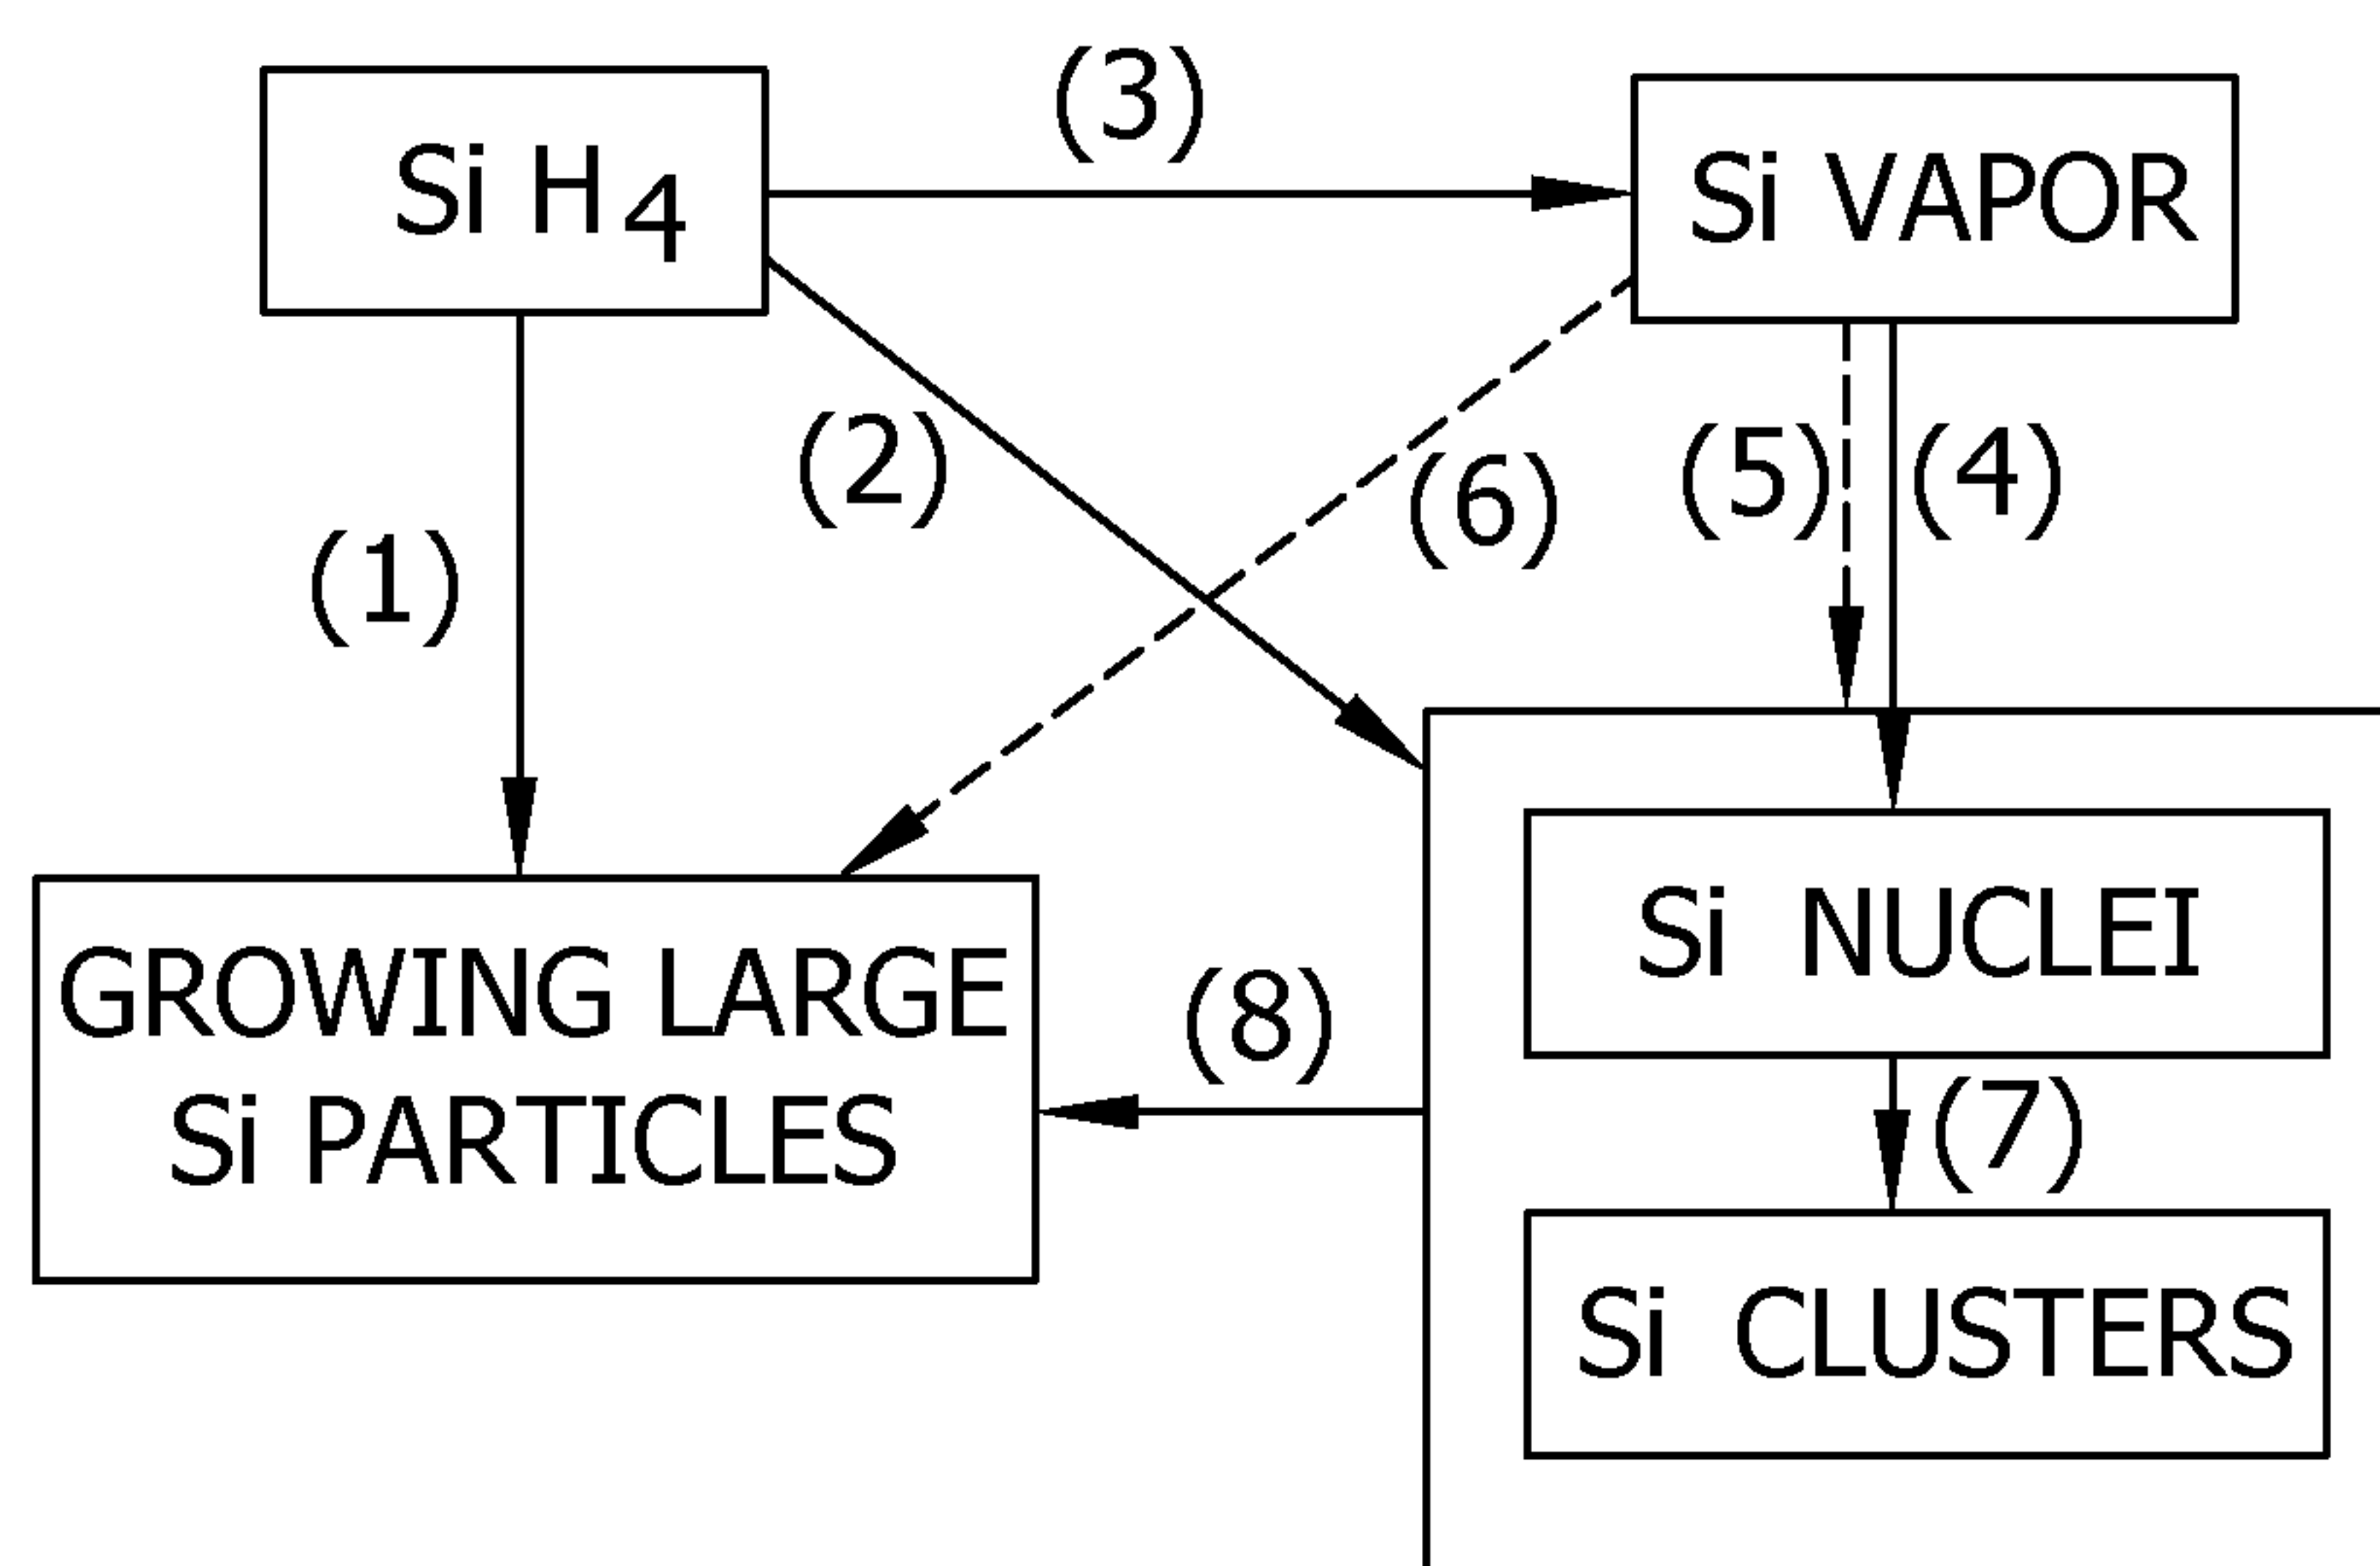 (3)
Si H4
Si VAPOR
(2)
(6)
(5)
(4)
(1)
Si NUCLEI
GROWING LARGE
Si PARTICLES
(8)
(7)
Si CLUSTERS